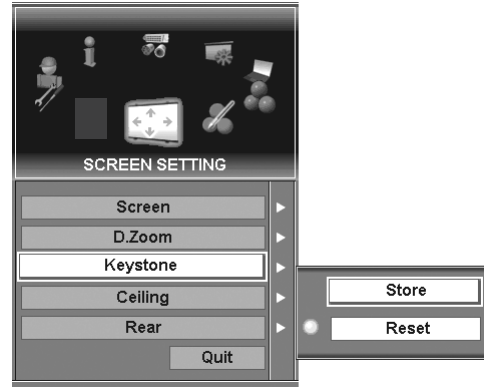 SCREEN SETTING
Screen
D.Zoom
Keystone
Ceiling
Rear
Quit
Store
Reset